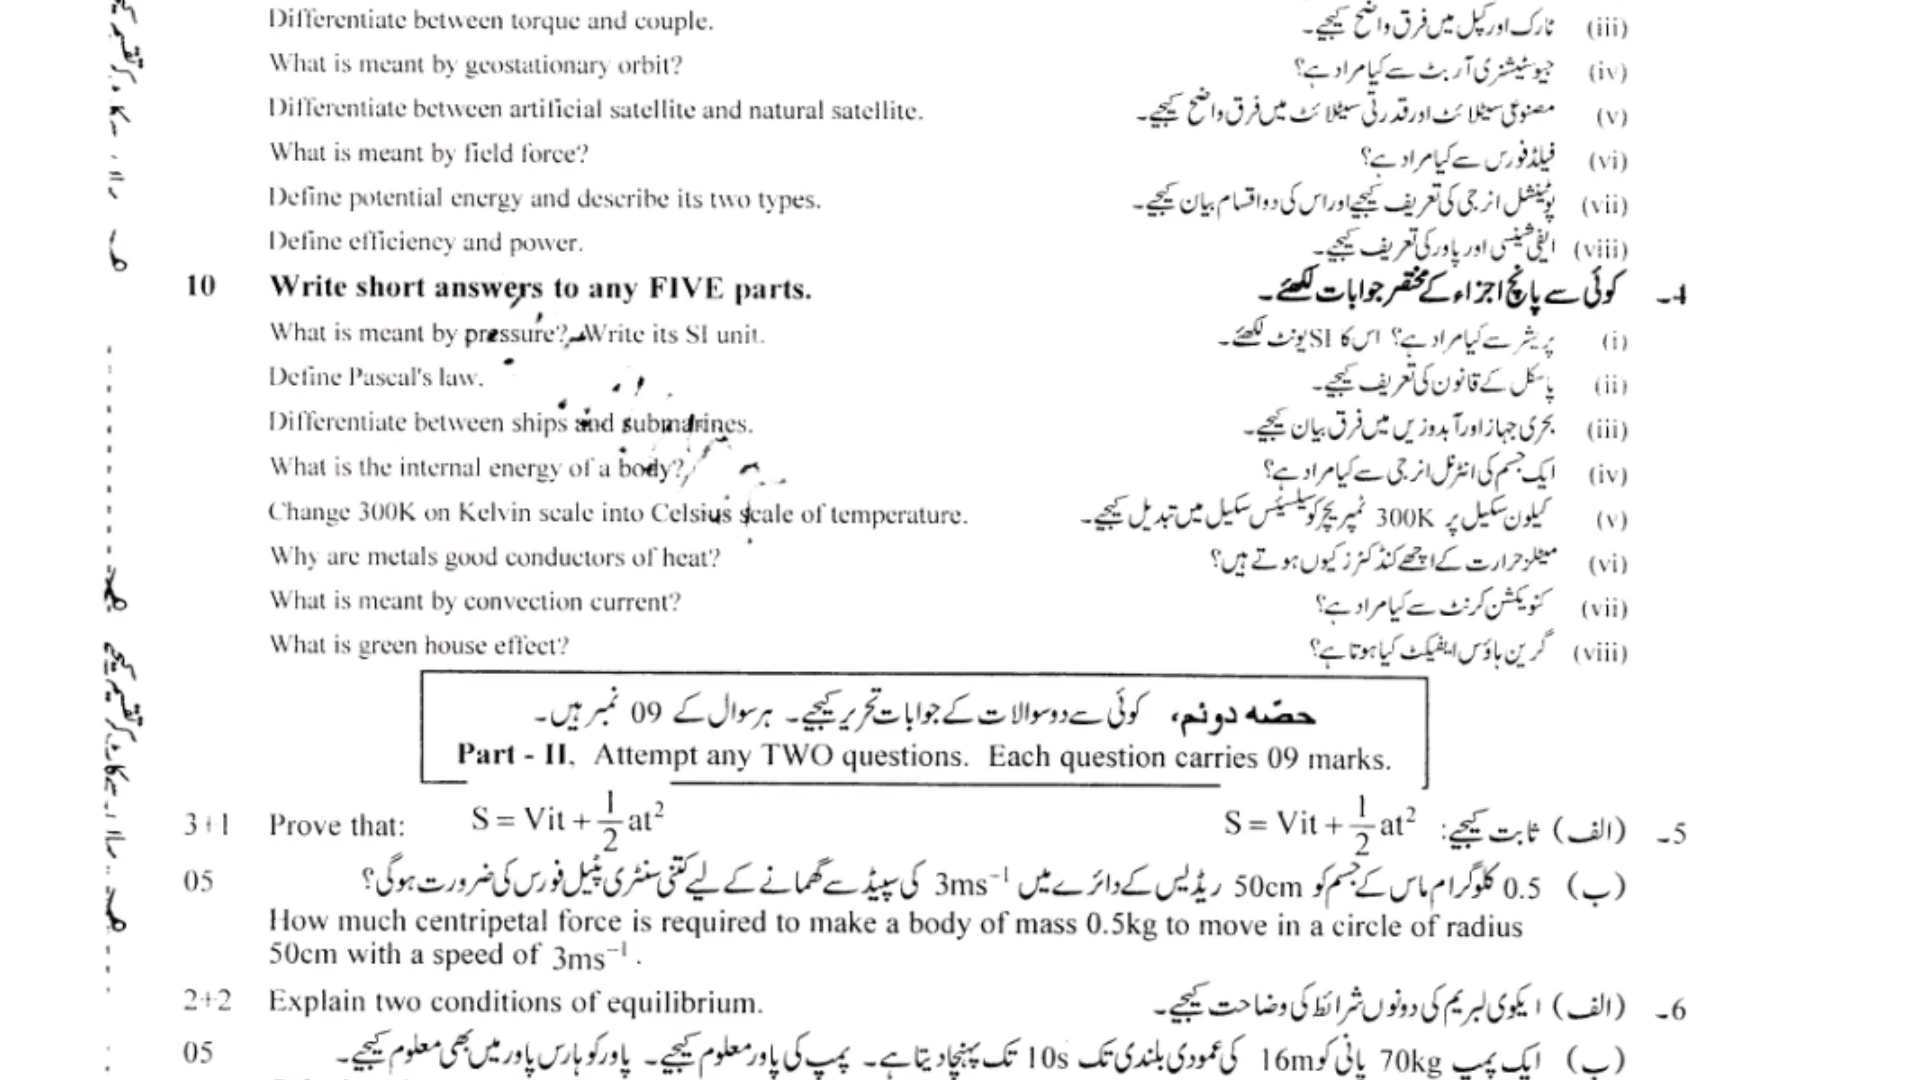 Differentiate between torque and couple. ٹارک اور کپل میں فرق واضح کیجیے۔ (iii)
What is meant by geostationary orbit? جیوسٹیشنری آربٹ سے کیا مراد ہے؟ (iv)
Differentiate between artificial satellite and natural satellite. مصنوعی سیٹلائٹ اور قدرتی سیٹلائٹ میں فرق واضح کیجیے۔ (v)
What is meant by field force? فیلڈ فورس سے کیا مراد ہے؟ (vi)
Define potential energy and describe its two types. پوٹینشل انرجی کی تعریف کیجیے اور اس کی دو اقسام بیان کیجیے۔ (vii)
Define efficiency and power. ایفی شینسی اور پاور کی تعریف کیجیے۔ (viii)
10 Write short answers to any FIVE parts. کوئی سے پانچ اجزاء کے مختصر جوابات لکھئے۔ 4۔
What is meant by pressure? Write its SI unit. پریشر سے کیا مراد ہے؟ اس کا SI یونٹ لکھئے۔ (i)
Define Pascal's law. پاسکل کے قانون کی تعریف کیجیے۔ (ii)
Differentiate between ships and submarines. بحری جہاز اور آبدوزیں میں فرق بیان کیجیے۔ (iii)
What is the internal energy of a body? ایک جسم کی انٹرنل انرجی سے کیا مراد ہے؟ (iv)
Change 300K on Kelvin scale into Celsius scale of temperature. کیلون سکیل پر 300K ٹمپریچر کو سیلسیئس سکیل میں تبدیل کیجیے۔ (v)
Why are metals good conductors of heat? میٹلز حرارت کے اچھے کنڈکٹرز کیوں ہوتے ہیں؟ (vi)
What is meant by convection current? کنویکشن کرنٹ سے کیا مراد ہے؟ (vii)
What is green house effect? گرین ہاؤس ایفیکٹ کیا ہوتا ہے؟ (viii)
حصّہ دوئم، کوئی سے دو سوالات کے جوابات تحریر کیجیے۔ ہر سوال کے 09 نمبر ہیں۔
Part - II. Attempt any TWO questions. Each question carries 09 marks.
3+1 Prove that: S = Vit + 1/2 at² S = Vit + 1/2 at² ثابت کیجیے: (الف) 5۔
05 (ب) 0.5 کلوگرام ماس کے جسم کو 50cm ریڈیس کے دائرے میں 3ms⁻¹ کی سپیڈ سے گھمانے کے لیے کتنی سنٹری پیٹل فورس کی ضرورت ہوگی؟
How much centripetal force is required to make a body of mass 0.5kg to move in a circle of radius
50cm with a speed of 3ms⁻¹ .
2+2 Explain two conditions of equilibrium. ایکوی لبریم کی دونوں شرائط کی وضاحت کیجیے۔ (الف) 6۔
05 (ب) ایک پمپ 70kg پانی کو 16m کی عمودی بلندی تک 10s تک پہنچا دیتا ہے۔ پمپ کی پاور معلوم کیجیے۔ پاور کو ہارس پاور میں بھی معلوم کیجیے۔